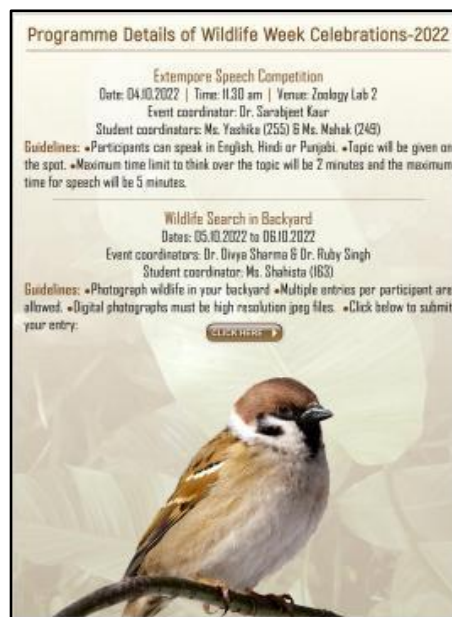 Programme Details of Wildlife Week Celebrations-2022
Extempore Speech Competition
Date: 04.10.2022 | Time: 11.30 am | Venue: Zoology Lab 2
Event coordinator: Dr. Sarabjeet Kaur
Student coordinators: Ms. Yashika (255) & Ms. Mahak (249)
Guidelines: •Participants can speak in English, Hindi or Punjabi. •Topic will be given on
the spot. •Maximum time limit to think over the topic will be 2 minutes and the maximum
time for speech will be 5 minutes.
Wildlife Search in Backyard
Dates: 05.10.2022 to 06.10.2022
Event coordinators: Dr. Divya Sharma & Dr. Ruby Singh
Student coordinator: Ms. Shahista (163)
Guidelines: •Photograph wildlife in your backyard •Multiple entries per participant are
allowed. •Digital photographs must be high resolution jpeg files. •Click below to submit
your entry:
CLICK HERE